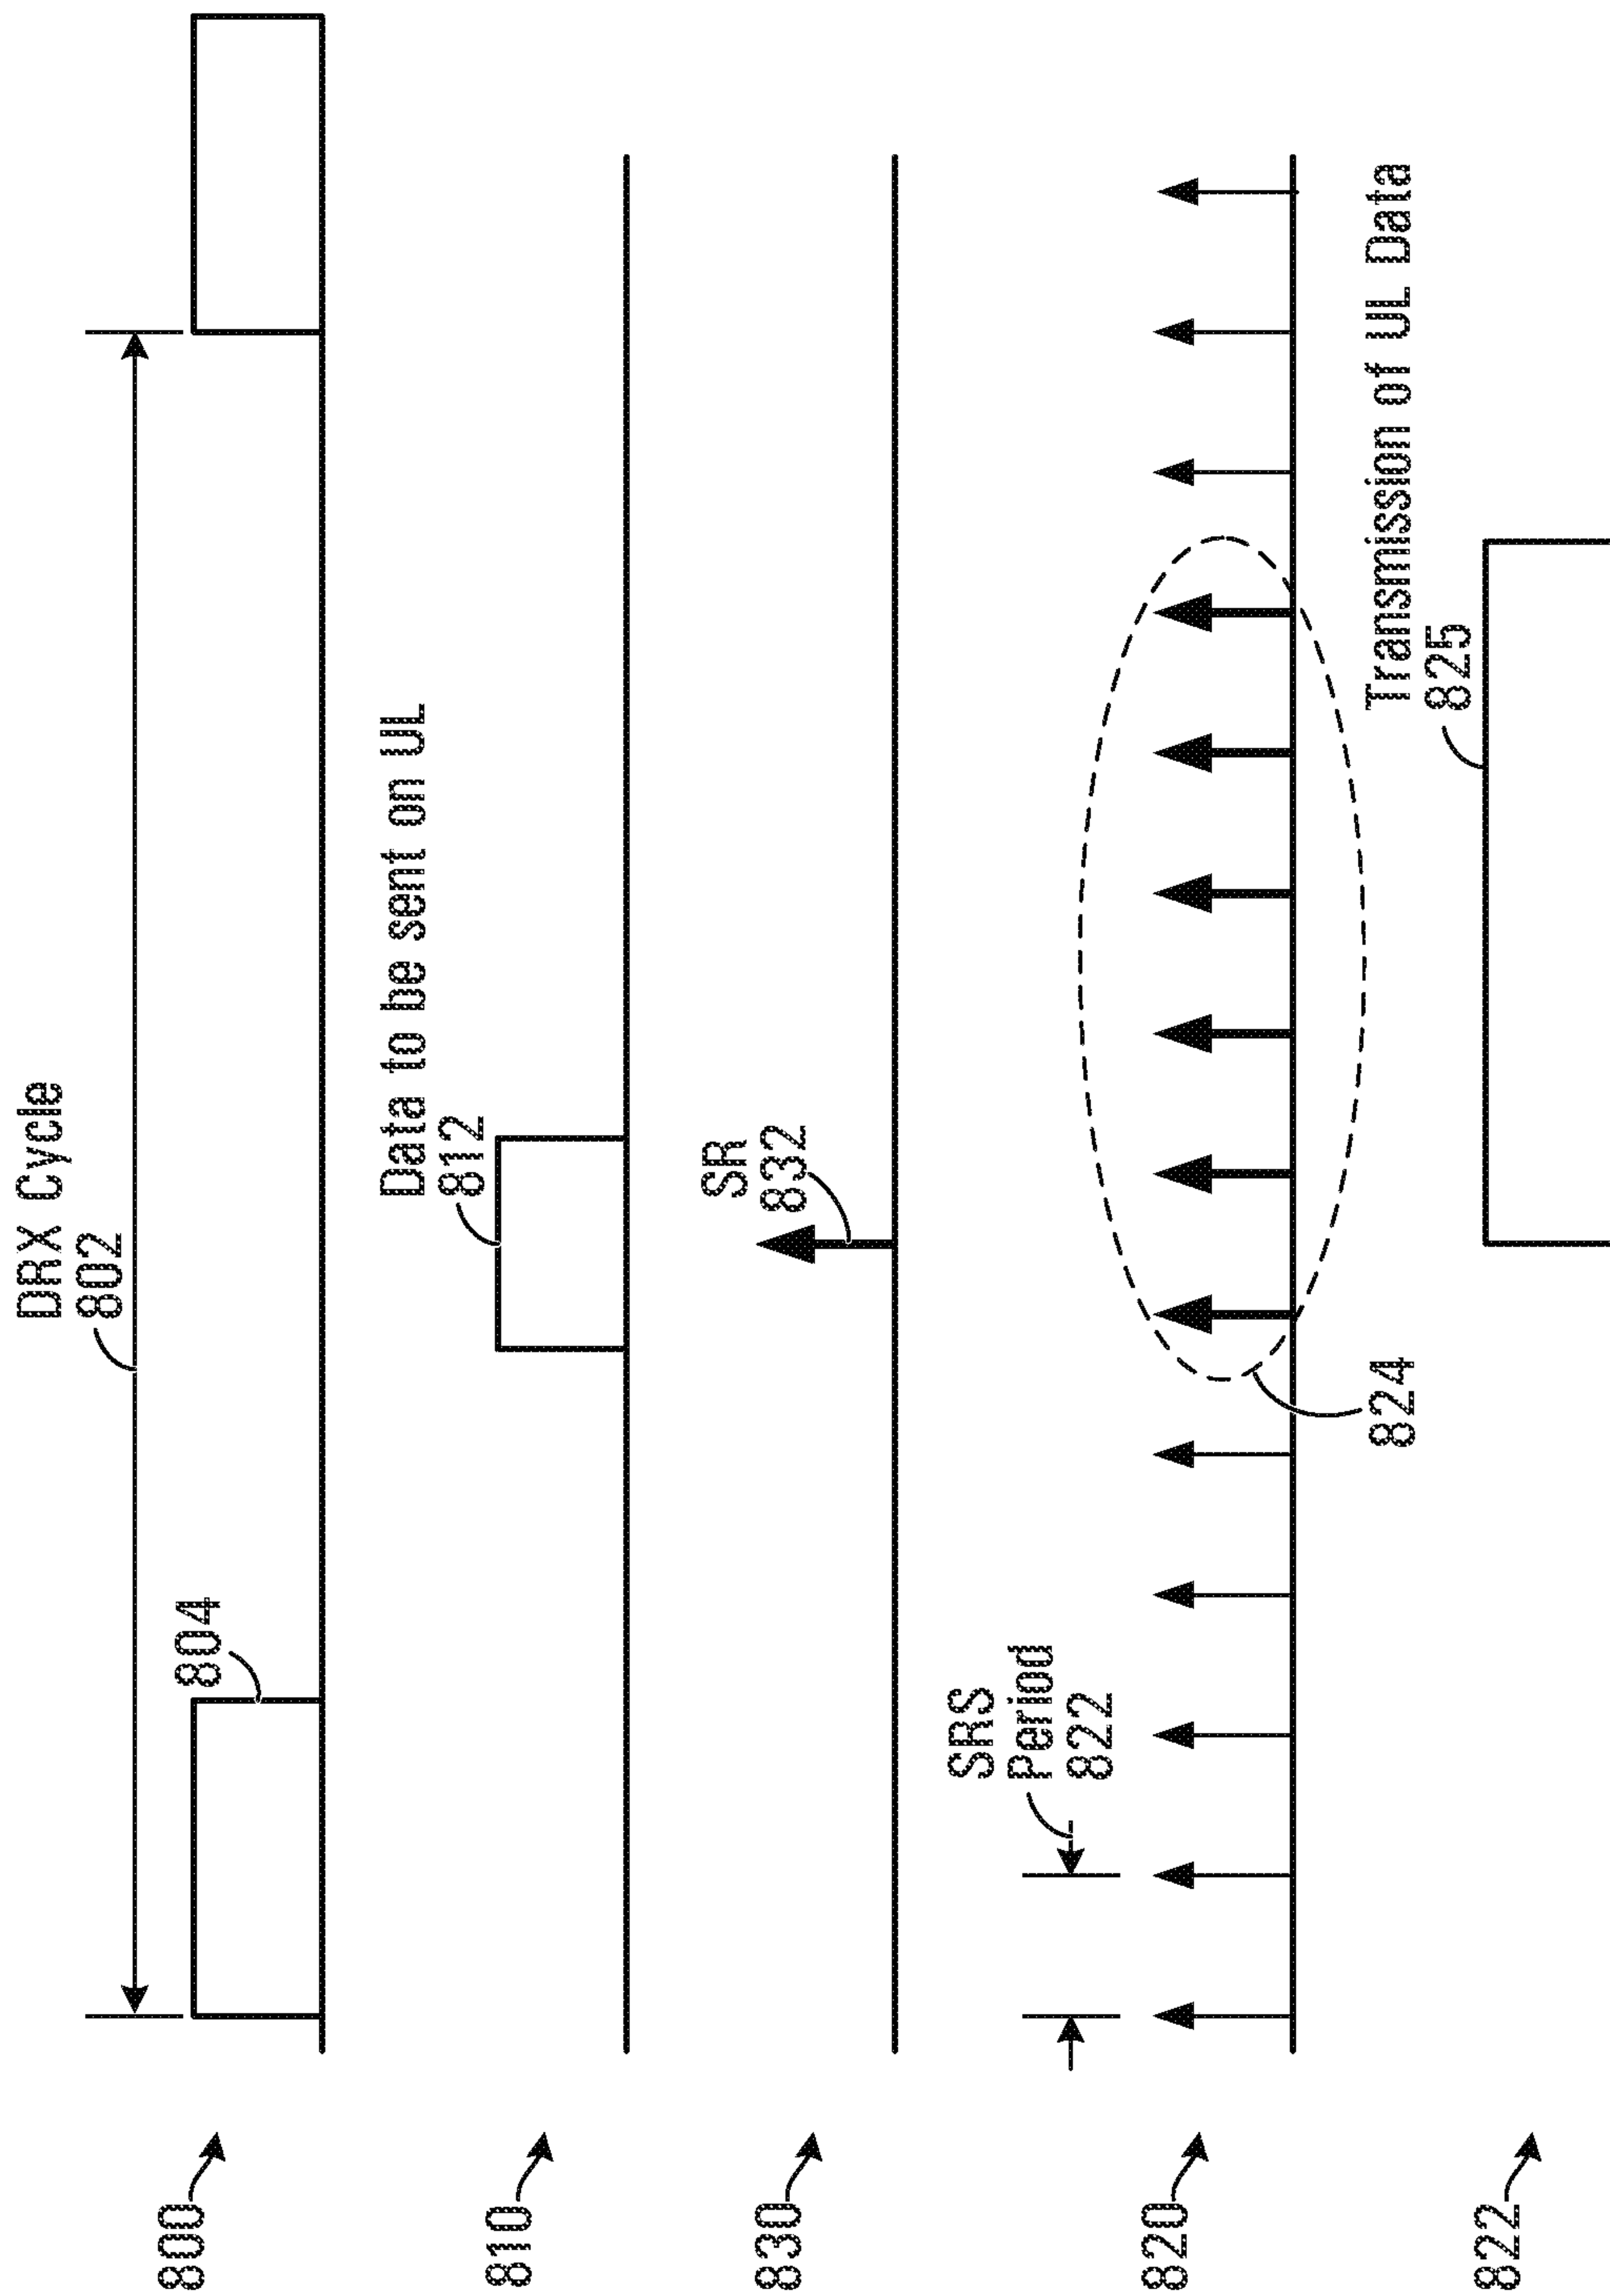 DRX Cycle
802
800
804
Data to be sent on UL
812
810
SR
832
830
SRS
Period
822
820
824
Transmission of UL Data
825
822